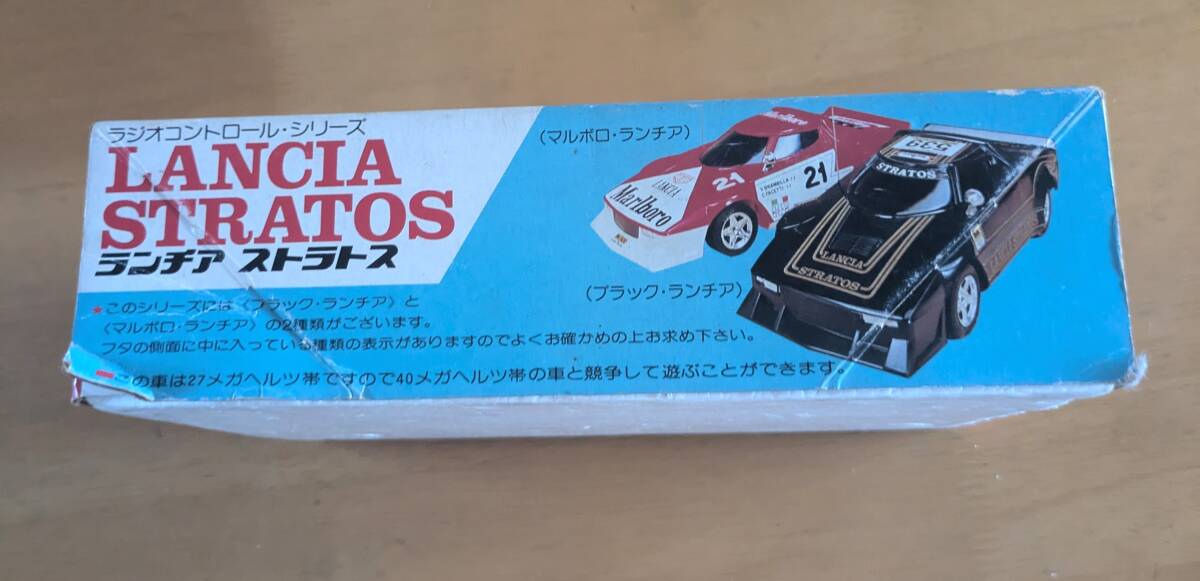 ラジオコントロール・シリーズ
LANCIA
STRATOS
ランチア ストラトス
★このシリーズには〈ブラック・ランチア〉と
〈マルボロ・ランチア〉の2種類がございます。
フタの側面に中に入っている種類の表示がありますのでよくお確かめの上お求め下さい。
この車は27メガヘルツ帯ですので40メガヘルツ帯の車と競争して遊ぶことができます。
(マルボロ・ランチア)
Marlboro
LANCIA
Marlboro
21
21
(ブラック・ランチア)
539
STRATOS
LANCIA
STRATOS